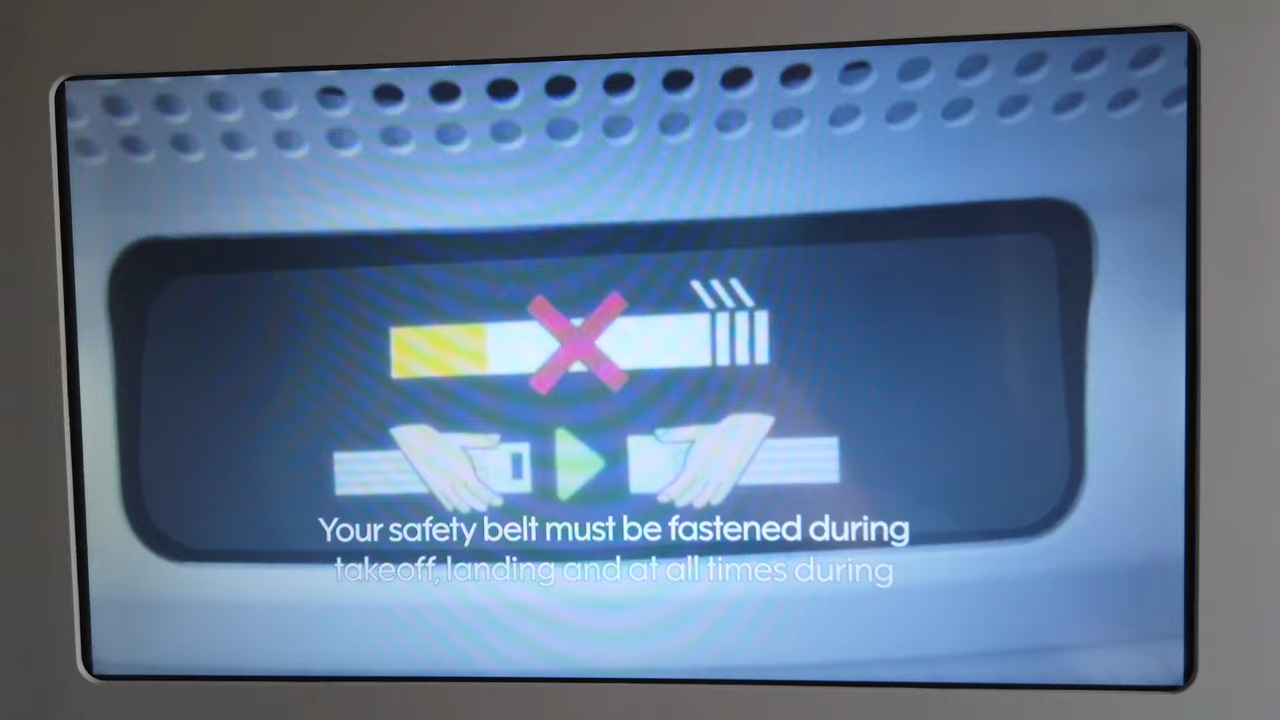 Your safety belt must be fastened during
takeoff, landing and at all times during